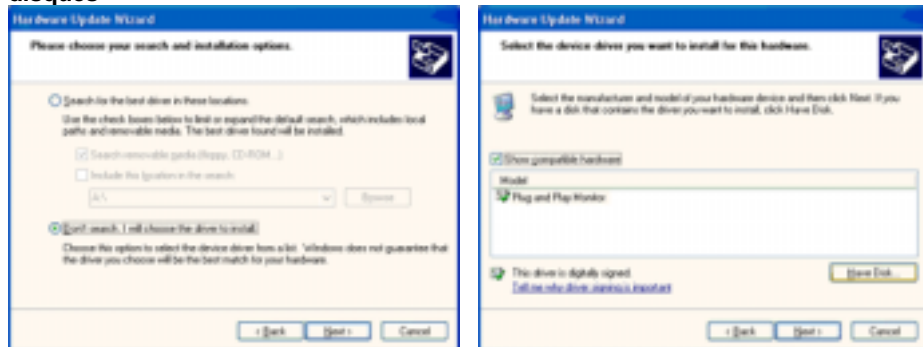 disques
Hardware Update Wizard
Please choose your search and installation options.
Search for the best driver in these locations.
Use the check boxes below to limit or expand the default search, which includes local
paths and removable media. The best driver found will be installed.
Search removable media (floppy, CD-ROM...)
Include this location in the search:
A:\
Browse
Don't search. I will choose the driver to install.
Choose this option to select the device driver from a list. Windows does not guarantee that
the driver you choose will be the best match for your hardware.
< Back
Next >
Cancel
Hardware Update Wizard
Select the device driver you want to install for this hardware.
Select the manufacturer and model of your hardware device and then click Next. If you
have a disk that contains the driver you want to install, click Have Disk.
Show compatible hardware
Model
Plug and Play Monitor
This driver is digitally signed.
Tell me why driver signing is important
Have Disk...
< Back
Next >
Cancel